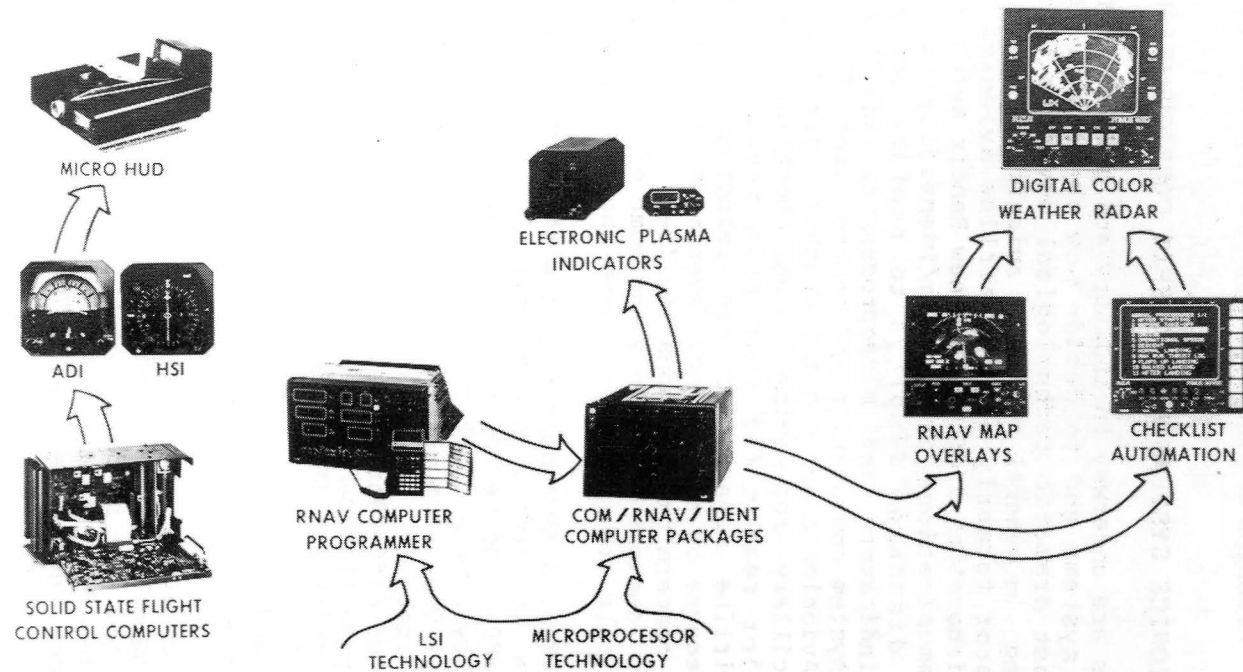 MICRO HUD
ADI
HSI
SOLID STATE FLIGHT
CONTROL COMPUTERS
RNAV COMPUTER
PROGRAMMER
LSI
TECHNOLOGY
MICROPROCESSOR
TECHNOLOGY
COM/RNAV/IDENT
COMPUTER PACKAGES
ELECTRONIC PLASMA
INDICATORS
DIGITAL COLOR
WEATHER RADAR
RNAV MAP
OVERLAYS
CHECKLIST
AUTOMATION